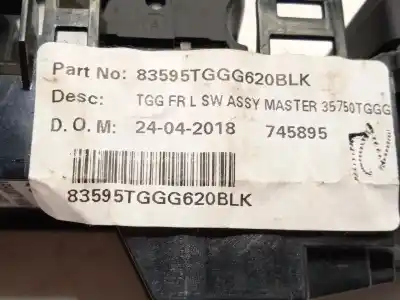 Part No: 83595TGGG620BLK
Desc: TGG FR L SW ASSY MASTER 35750TGGG
D.O.M: 24-04-2018 745895
83595TGGG620BLK